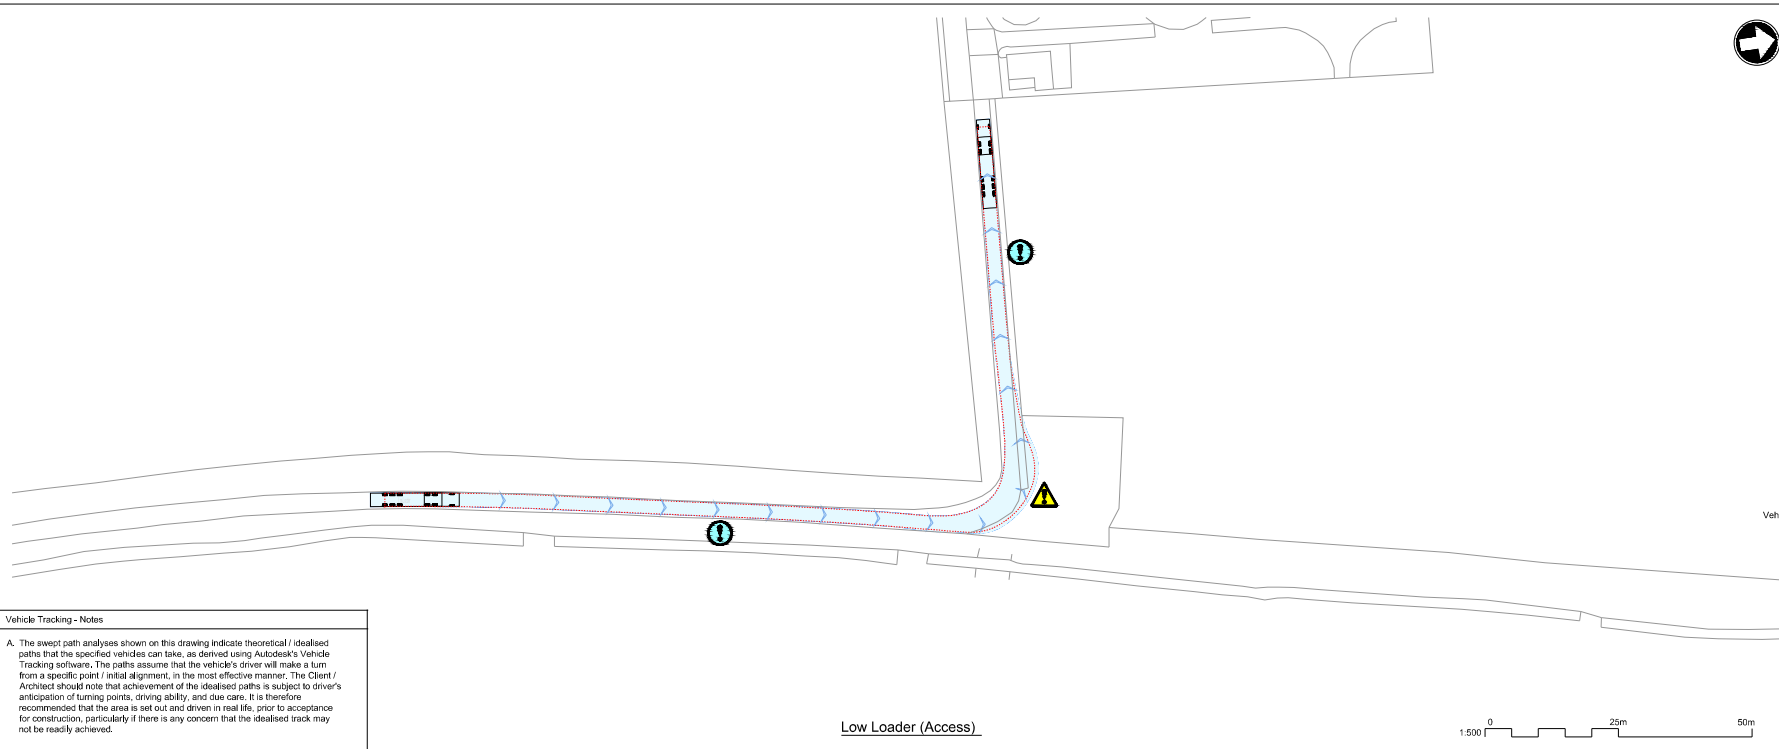 Veh
Vehicle Tracking - Notes
A. The swept path analyses shown on this drawing indicate theoretical / idealised
paths that the specified vehicles can take, as derived using Autodesk's Vehicle
Tracking software. The paths assume that the vehicle's driver will make a turn
from a specific point / initial alignment, in the most effective manner. The Client /
Architect should note that achievement of the idealised paths is subject to driver's
anticipation of turning points, driving ability, and due care. It is therefore
recommended that the area is set out and driven in real life, prior to acceptance
for construction, particularly if there is any concern that the idealised track may
not be readily achieved.
Low Loader (Access)
0 25m 50m
1:500